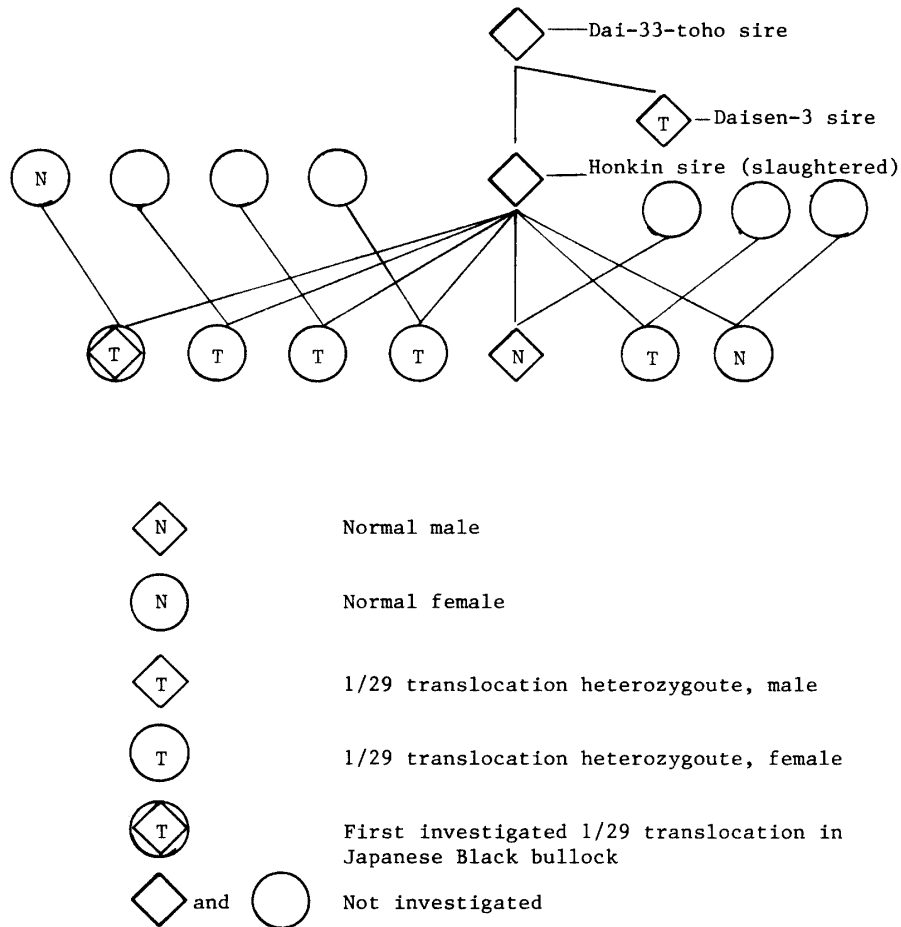 Dai-33-toho sire
T
Daisen-3 sire
Honkin sire (slaughtered)
N
T
T
T
T
N
T
N
N
Normal male
N
Normal female
T
1/29 translocation heterozygoute, male
T
1/29 translocation heterozygoute, female
T
First investigated 1/29 translocation in
Japanese Black bullock
and
Not investigated